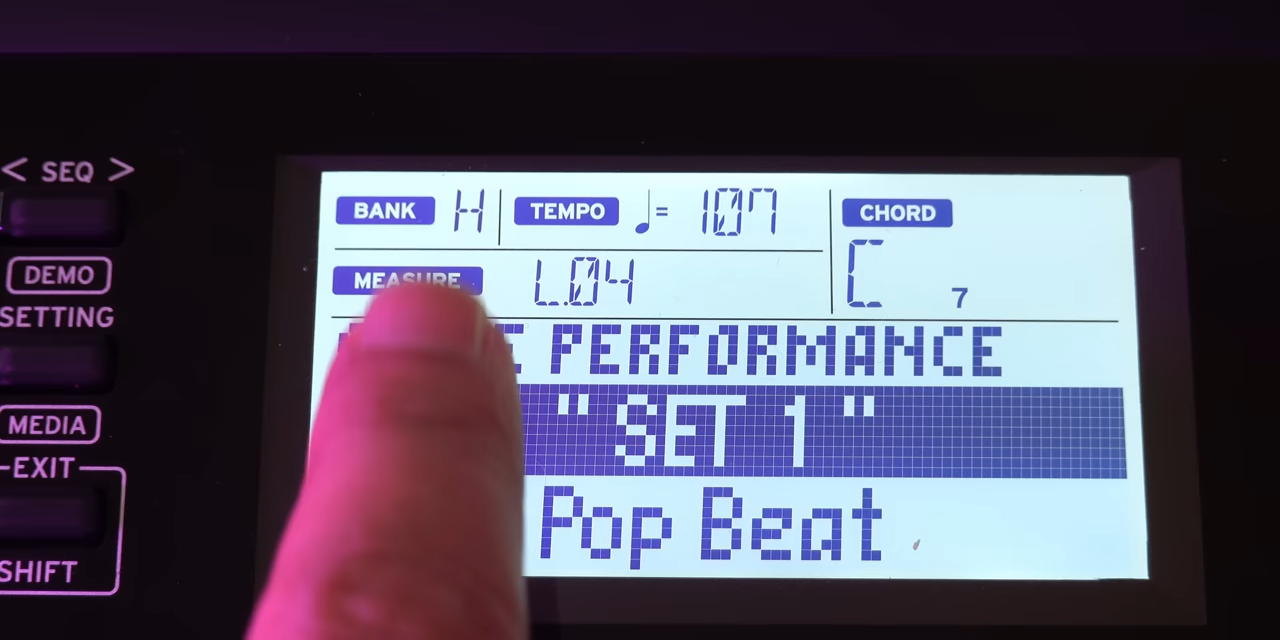 < SEQ >
DEMO
SETTING
MEDIA
EXIT
SHIFT
BANK H TEMPO ♩= 107
CHORD
C 7
MEASURE L.04
PERFORMANCE
"SET 1"
Pop Beat